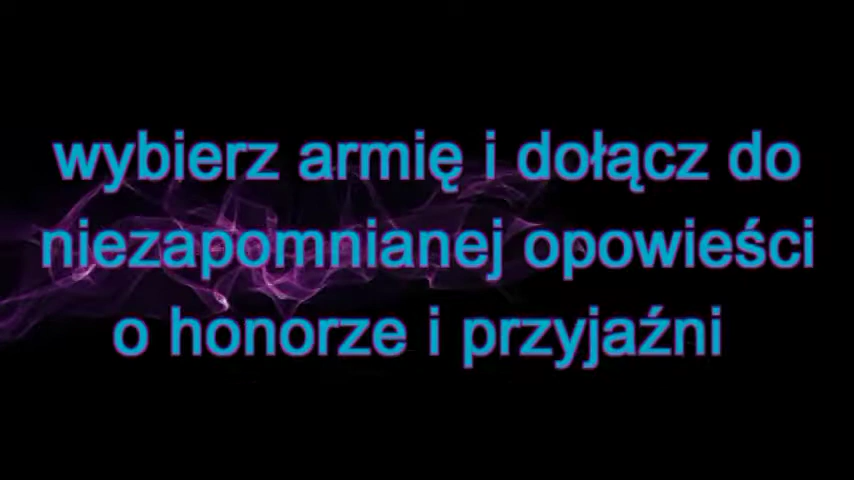 wybierz armię i dołącz do
niezapomnianej opowieści
o honorze i przyjaźni